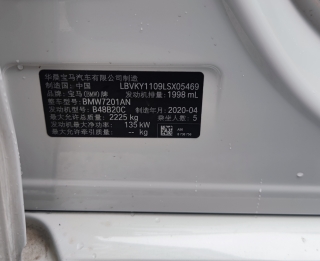 华晨宝马汽车有限公司制造
制造国：中国 LBVKY1109LSX05469
品牌：宝马(BMW)牌 发动机排量：1998 mL
整车型号：BMW7201AN
发动机型号：B48B20C 制造年月：2020-04
最大允许总质量：2225 kg 乘坐人数：5
发动机最大净功率：135 kW
最大允许牵引质量：-- kg